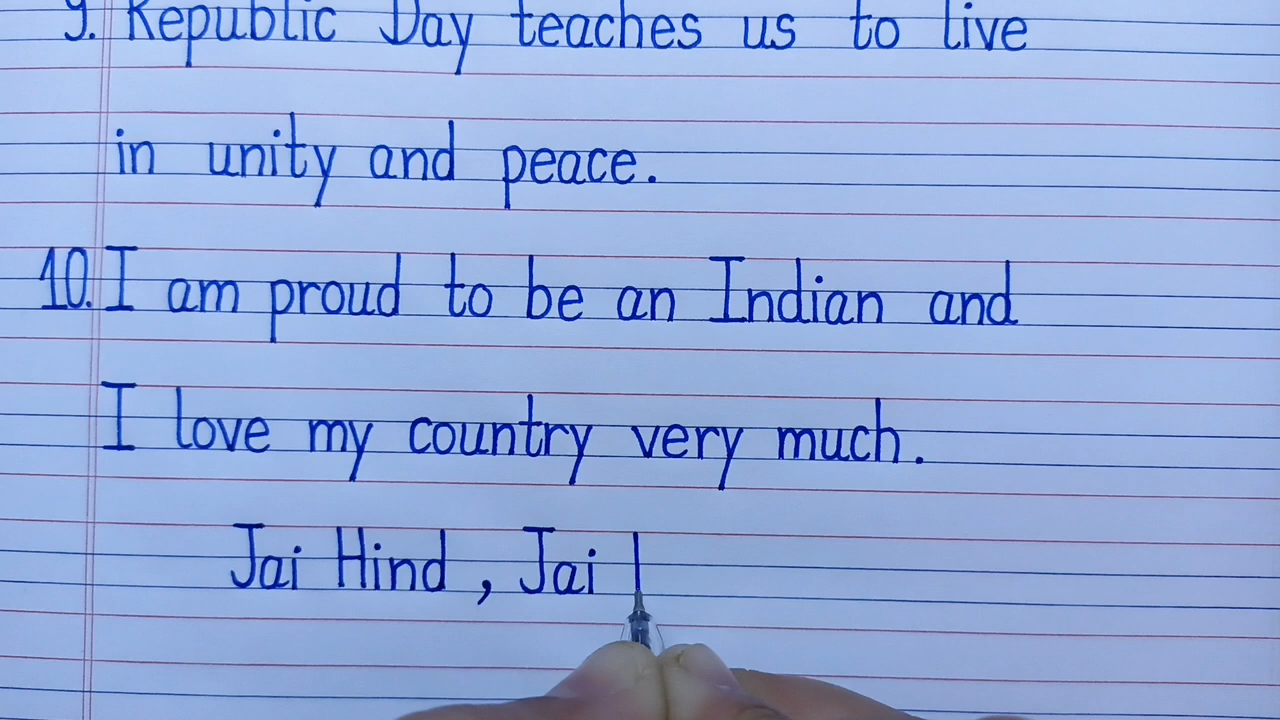 9. Republic Day teaches us to live
in unity and peace.
10. I am proud to be an Indian and
I love my country very much.
Jai Hind, Jai